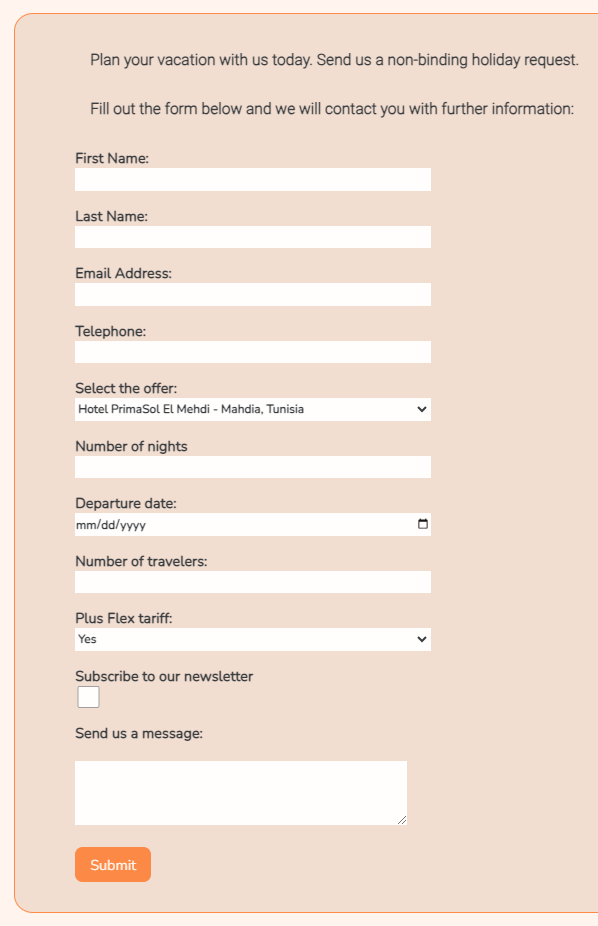 Plan your vacation with us today. Send us a non-binding holiday request.
Fill out the form below and we will contact you with further information:
First Name:
Last Name:
Email Address:
Telephone:
Select the offer:
Hotel PrimaSol El Mehdi - Mahdia, Tunisia
Number of nights
Departure date:
mm/dd/yyyy
Number of travelers:
Plus Flex tariff:
Yes
Subscribe to our newsletter
Send us a message:
Submit